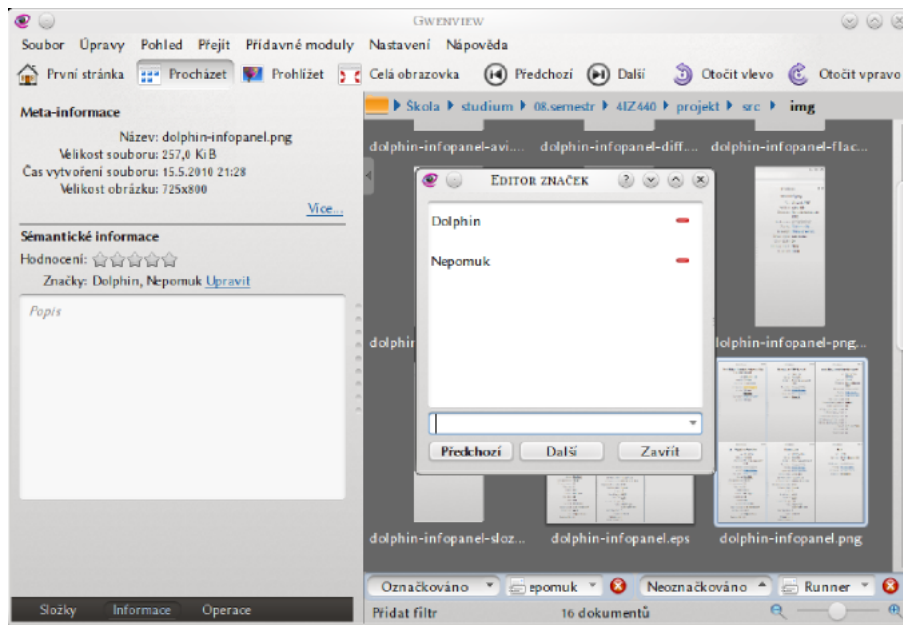 Gwenview
Soubor Úpravy Pohled Přejít Přídavné moduly Nastavení Nápověda
První stránka Procházet Prohlížet Celá obrazovka Předchozí Další Otočit vlevo Otočit vpravo
Meta-informace
Název: dolphin-infopanel.png
Velikost souboru: 257,0 KiB
Čas vytvoření souboru: 15.5.2010 21:28
Velikost obrázku: 725x800
Více...
Sémantické informace
Hodnocení:
Značky: Dolphin, Nepomuk Upravit
Popis
Škola studium 08.semestr 4IZ440 projekt src img
dolphin-infopanel-avi.... dolphin-infopanel-diff.... dolphin-infopanel-flac...
Editor značek
Dolphin
Nepomuk
dolphin
dolphin-infopanel-png...
Předchozí Další Zavřít
dolphin-infopanel-sloz... dolphin-infopanel.eps dolphin-infopanel.png
Označkováno epomuk Neoznačkováno Runner
Složky Informace Operace
Přidat filtr 16 dokumentů